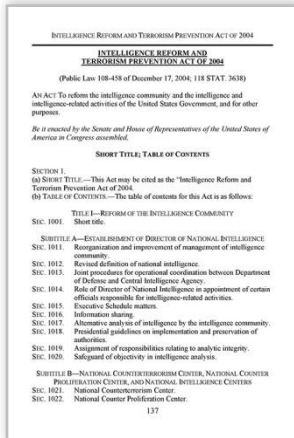 INTELLIGENCE REFORM AND TERRORISM PREVENTION ACT OF 2004
INTELLIGENCE REFORM AND
TERRORISM PREVENTION ACT OF 2004
(Public Law 108-458 of December 17, 2004; 118 STAT. 3638)
AN ACT To reform the intelligence community and the intelligence and
intelligence-related activities of the United States Government, and for other
purposes.
Be it enacted by the Senate and House of Representatives of the United States of
America in Congress assembled,
SHORT TITLE; TABLE OF CONTENTS
SECTION 1.
(a) SHORT TITLE.—This Act may be cited as the "Intelligence Reform and
Terrorism Prevention Act of 2004.
(b) TABLE OF CONTENTS.—The table of contents for this Act is as follows:
TITLE I—REFORM OF THE INTELLIGENCE COMMUNITY
SEC. 1001. Short title.
SUBTITLE A—ESTABLISHMENT OF DIRECTOR OF NATIONAL INTELLIGENCE
SEC. 1011. Reorganization and improvement of management of intelligence
community.
SEC. 1012. Revised definition of national intelligence.
SEC. 1013. Joint procedures for operational coordination between Department
of Defense and Central Intelligence Agency.
SEC. 1014. Role of Director of National Intelligence in appointment of certain
officials responsible for intelligence-related activities.
SEC. 1015. Executive Schedule matters.
SEC. 1016. Information sharing.
SEC. 1017. Alternative analysis of intelligence by the intelligence community.
SEC. 1018. Presidential guidelines on implementation and preservation of
authorities.
SEC. 1019. Assignment of responsibilities relating to analytic integrity.
SEC. 1020. Safeguard of objectivity in intelligence analysis.
SUBTITLE B—NATIONAL COUNTERTERRORISM CENTER, NATIONAL COUNTER
PROLIFERATION CENTER, AND NATIONAL INTELLIGENCE CENTERS
SEC. 1021. National Counterterrorism Center.
SEC. 1022. National Counter Proliferation Center.
137